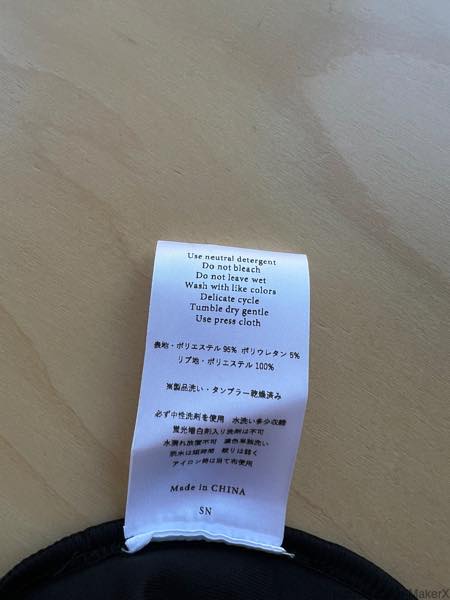 Use neutral detergent
Do not bleach
Do not leave wet
Wash with like colors
Delicate cycle
Tumble dry gentle
Use press cloth
表地・ポリエステル 95% ポリウレタン 5%
リブ地・ポリエステル 100%
※製品洗い・タンブラー乾燥済み
必ず中性洗剤を使用 水洗い多少収縮
蛍光増白剤入り洗剤は不可
水濡れ放置不可 濃色単独洗い
脱水は短時間 絞りは弱く
アイロン時は当て布使用
Made in CHINA
SN
MakerX